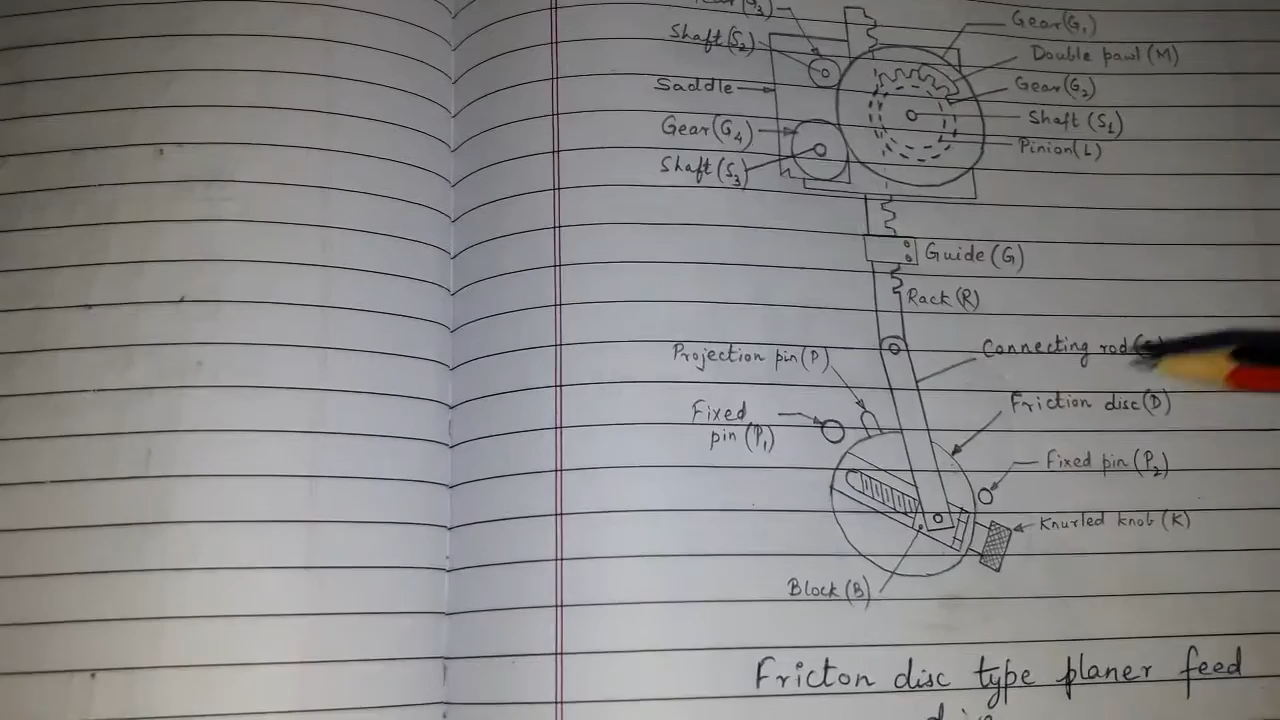 Gear(G1)
Shaft(S2)
Double pawl(M)
Saddle
Gear(G2)
Gear(G4)
Shaft(S1)
Shaft(S3)
Pinion(L)
Guide(G)
Rack(R)
Connecting rod
Projection pin(P)
Friction disc(D)
Fixed
pin(P1)
Fixed pin(P2)
Knurled knob(K)
Block(B)
Fricton disc type planer feed